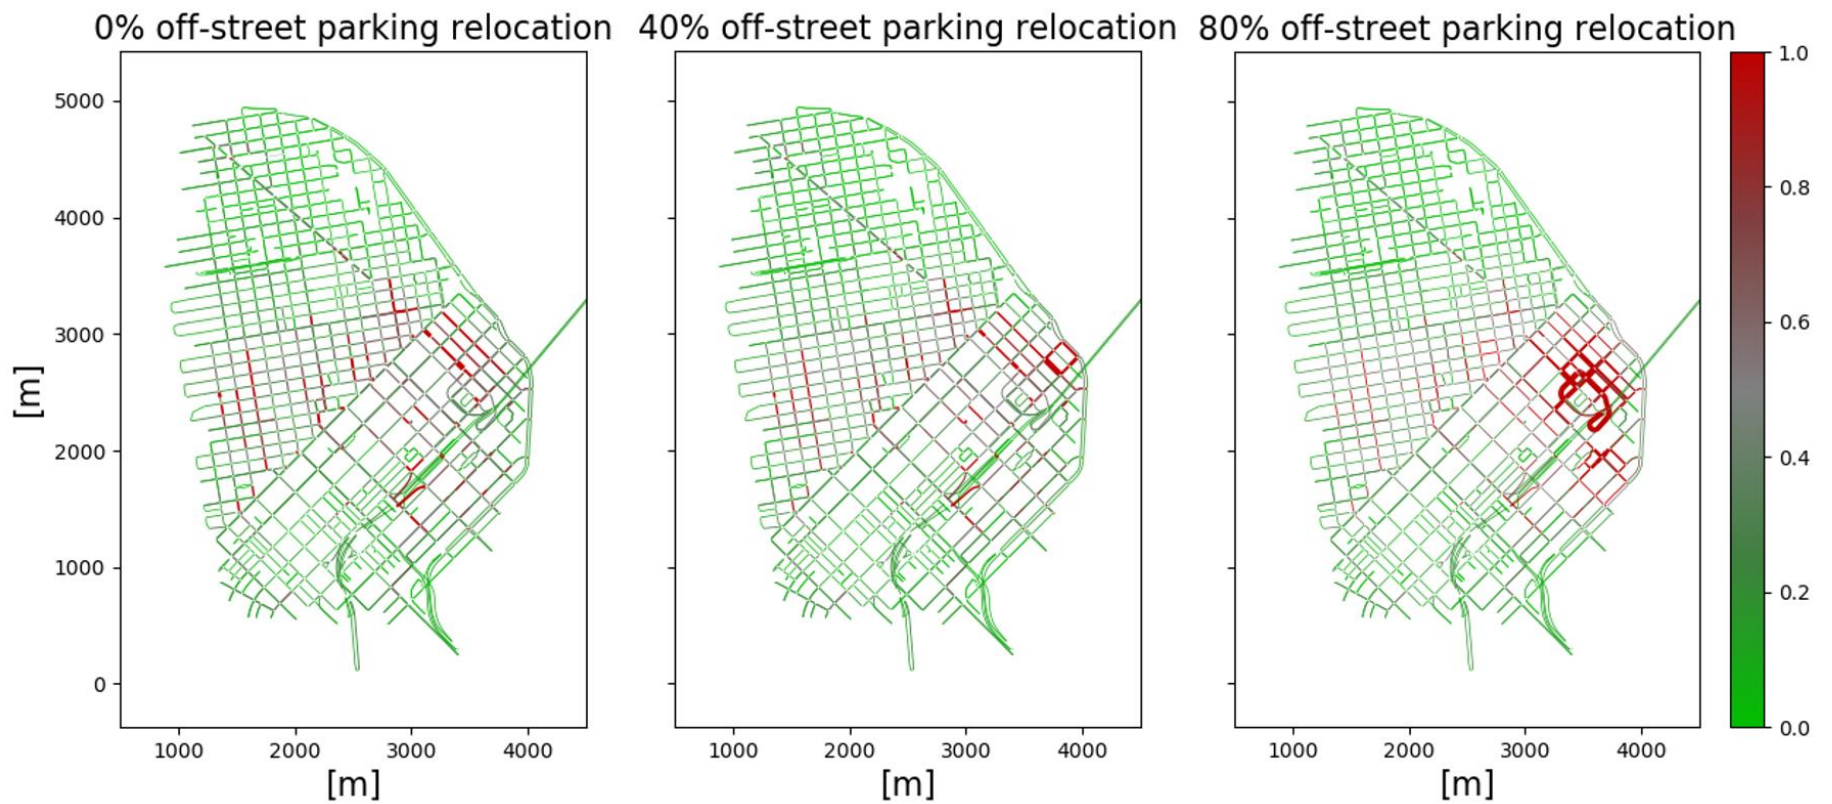 0% off-street parking relocation
40% off-street parking relocation
80% off-street parking relocation
5000
4000
3000
2000
1000
0
[m]
1000 2000 3000 4000
[m]
1000 2000 3000 4000
[m]
1000 2000 3000 4000
[m]
1.0
0.8
0.6
0.4
0.2
0.0